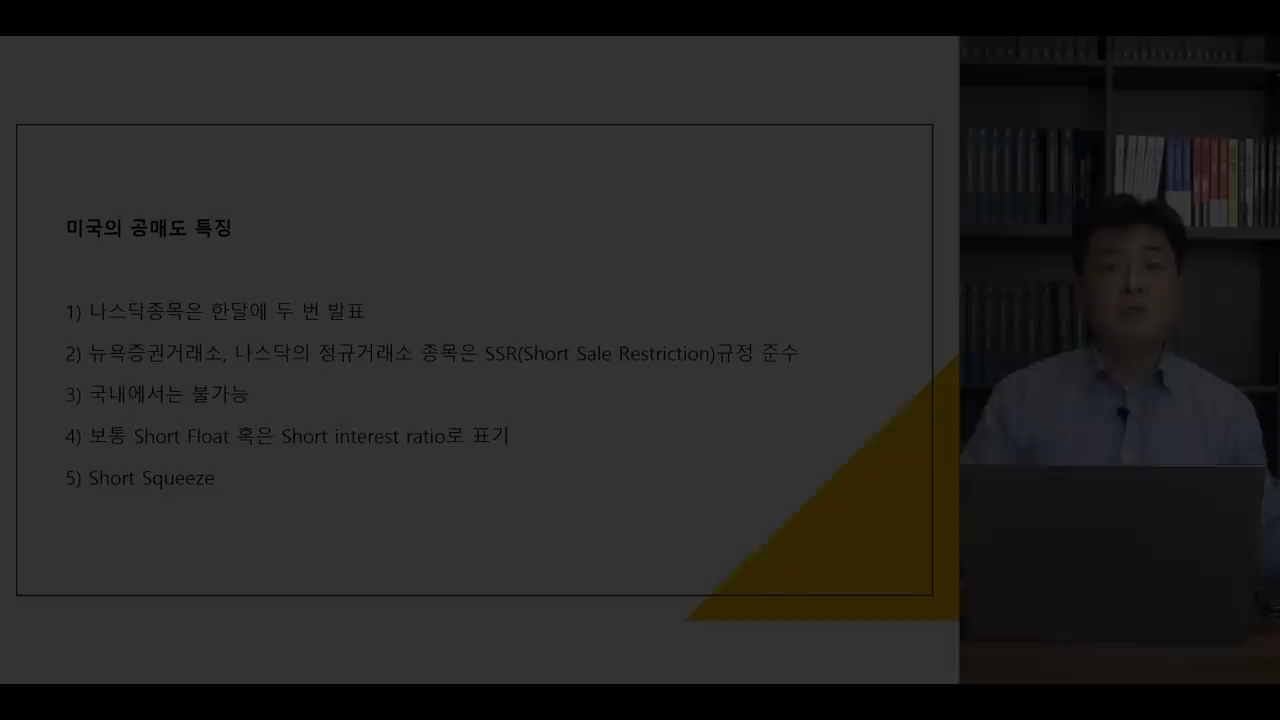 미국의 공매도 특징
1) 나스닥종목은 한달에 두 번 발표
2) 뉴욕증권거래소, 나스닥의 정규거래소 종목은 SSR(Short Sale Restriction)규정 준수
3) 국내에서는 불가능
4) 보통 Short Float 혹은 Short interest ratio로 표기
5) Short Squeeze